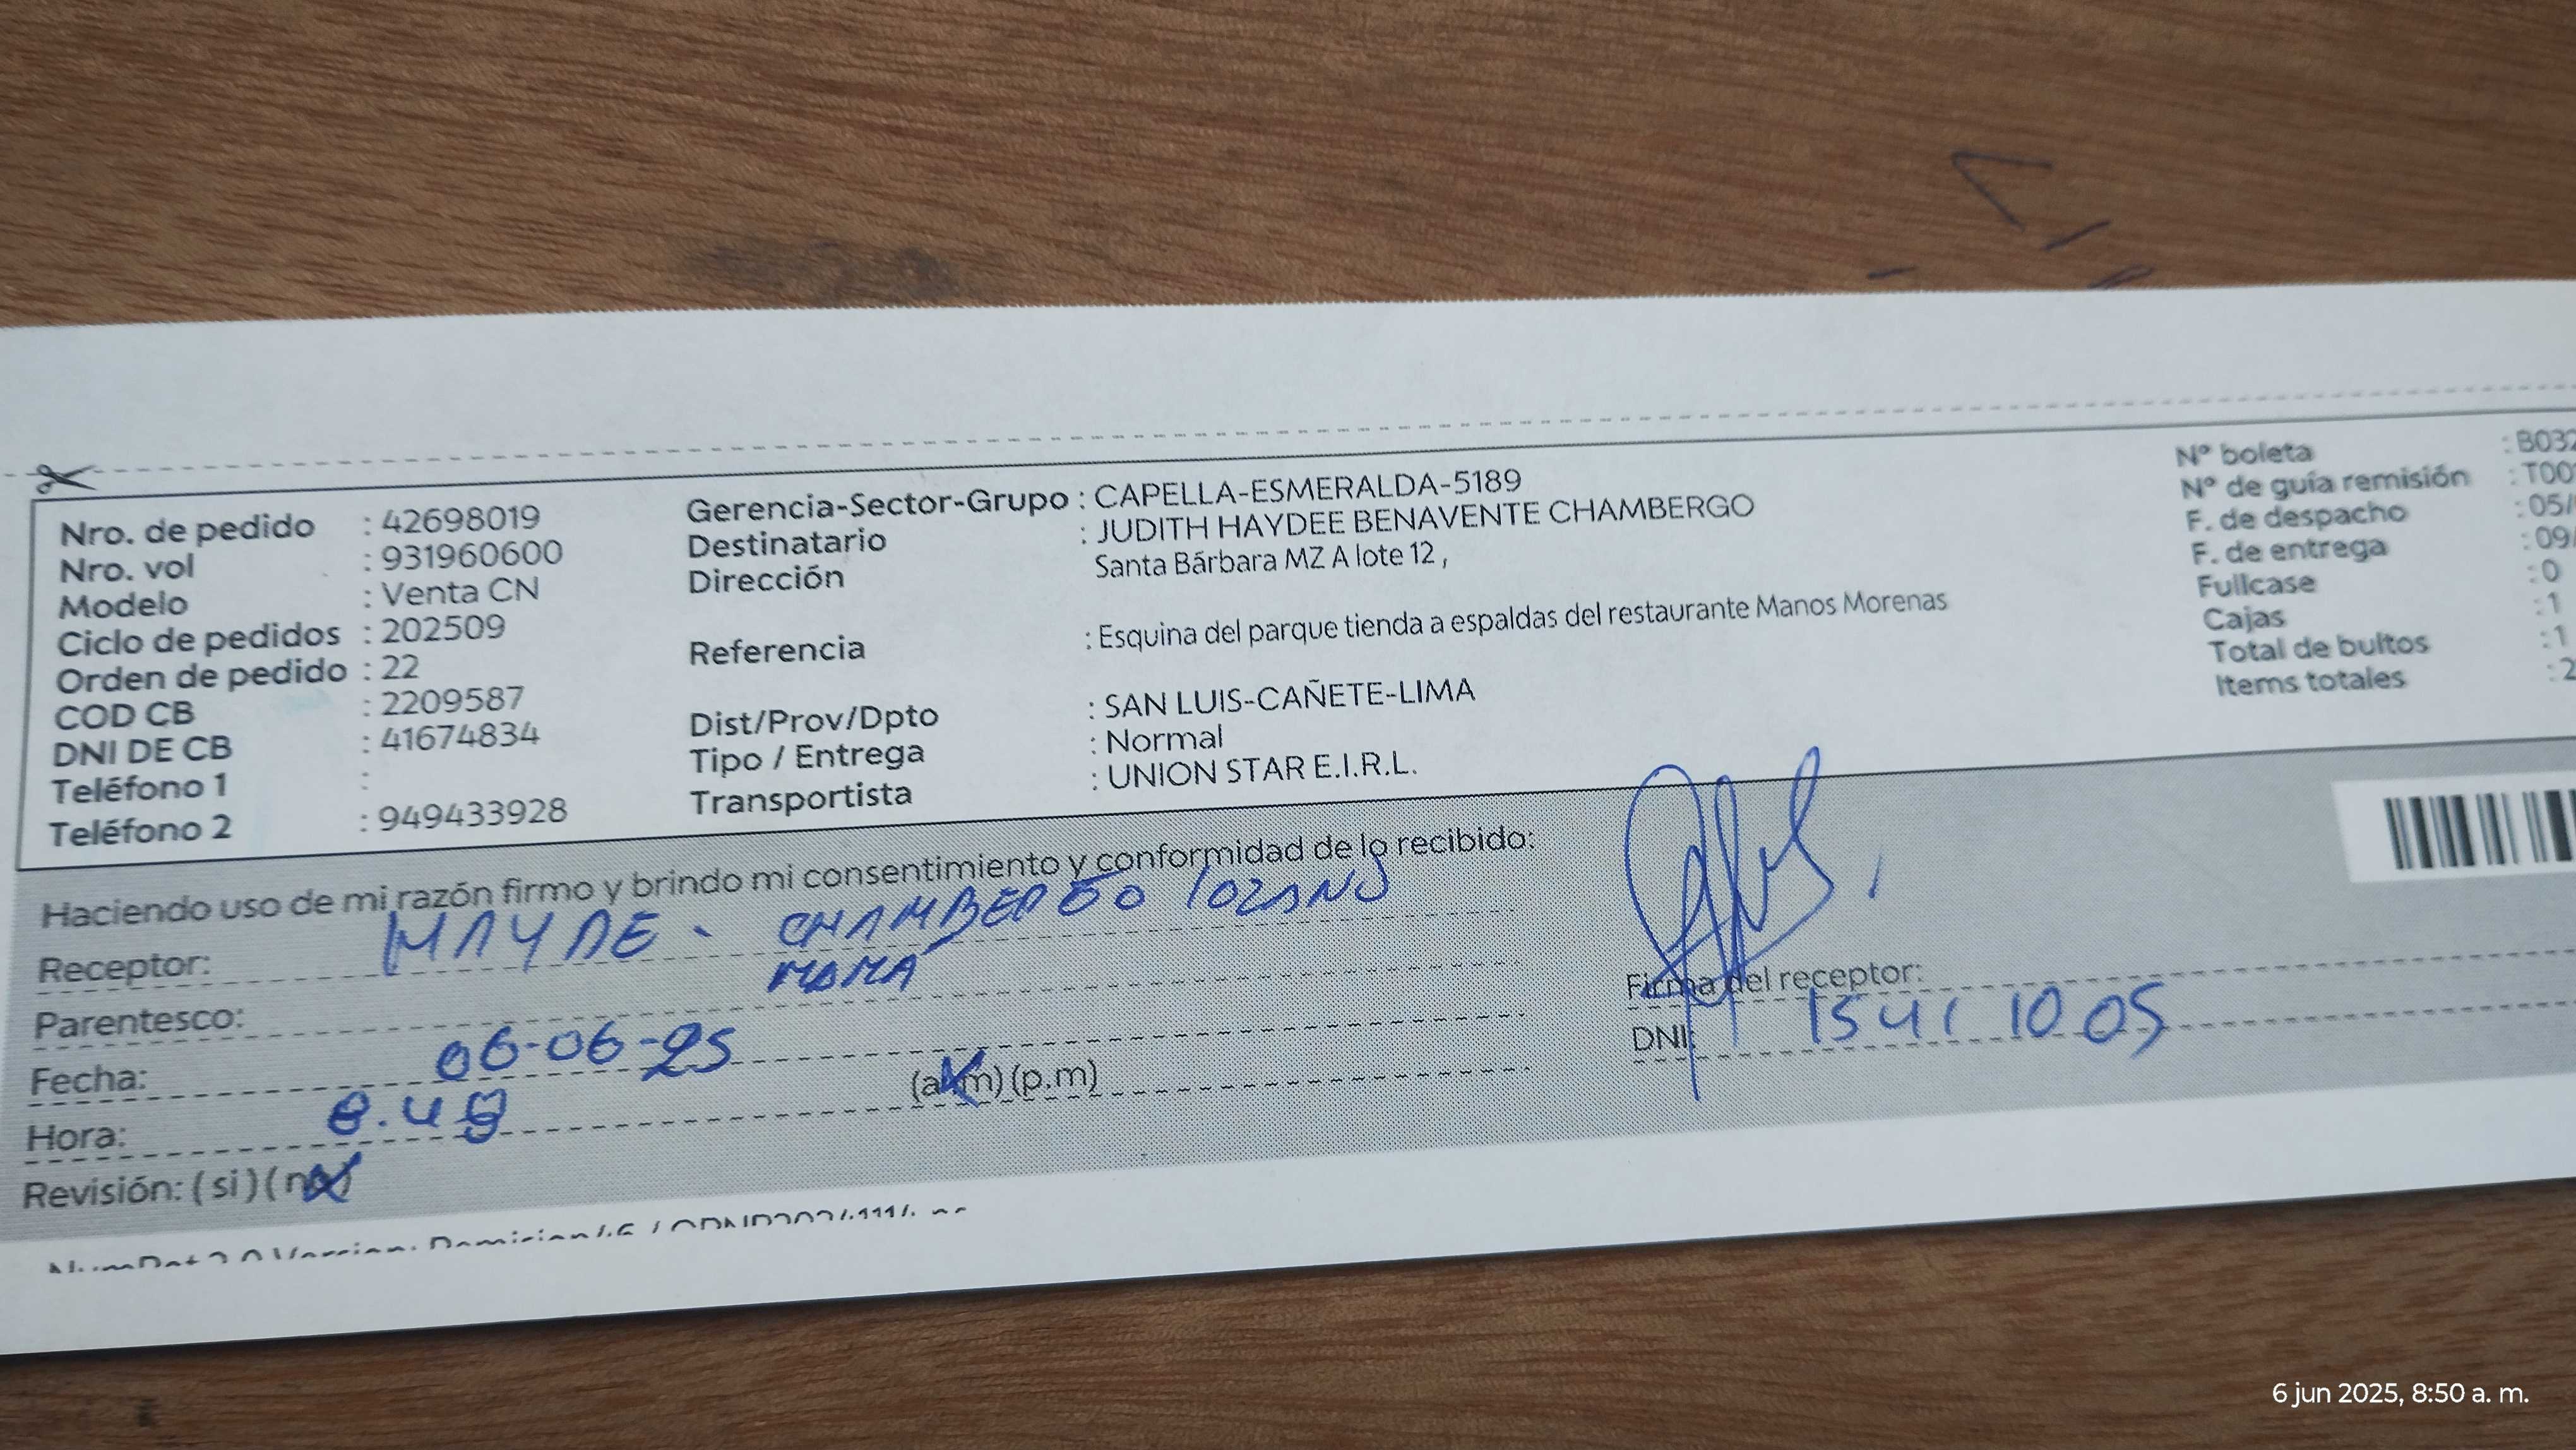 Nro. de pedido : 42698019
Nro. vol : 931960600
Modelo : Venta CN
Ciclo de pedidos : 202509
Orden de pedido : 22
COD CB : 2209587
DNI DE CB : 41674834
Teléfono 1 :
Teléfono 2 : 949433928
Gerencia-Sector-Grupo : CAPELLA-ESMERALDA-5189
Destinatario : JUDITH HAYDEE BENAVENTE CHAMBERGO
Dirección Santa Bárbara MZ A lote 12 ,
Referencia : Esquina del parque tienda a espaldas del restaurante Manos Morenas
Dist/Prov/Dpto : SAN LUIS-CAÑETE-LIMA
Tipo / Entrega : Normal
Transportista : UNION STAR E.I.R.L.
Nº boleta : B032
Nº de guía remisión : T00
F. de despacho : 05/
F. de entrega : 09/
Fullcase : 0
Cajas : 1
Total de bultos : 1
Items totales : 2
Haciendo uso de mi razón firmo y brindo mi consentimiento y conformidad de lo recibido:
Receptor: CHAMBERGO LOZANO
Parentesco: MAMA
Fecha: 06-06-25
Hora: 8.48 (a.m) (p.m)
Revisión: ( si ) ( no )
Firma del receptor:
DNI: 15411005
6 jun 2025, 8:50 a. m.